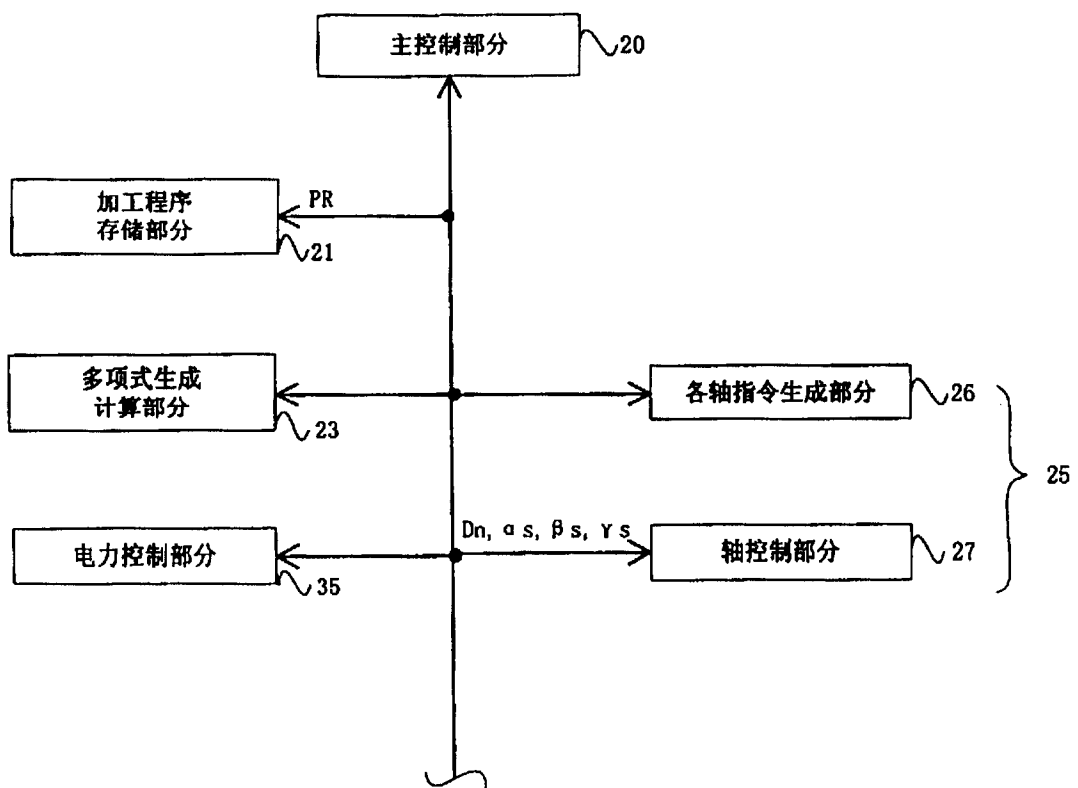 主控制部分
20
加工程序
存储部分
PR
21
多项式生成
计算部分
23
各轴指令生成部分
26
25
电力控制部分
35
Dn, αs, βs, γs
轴控制部分
27